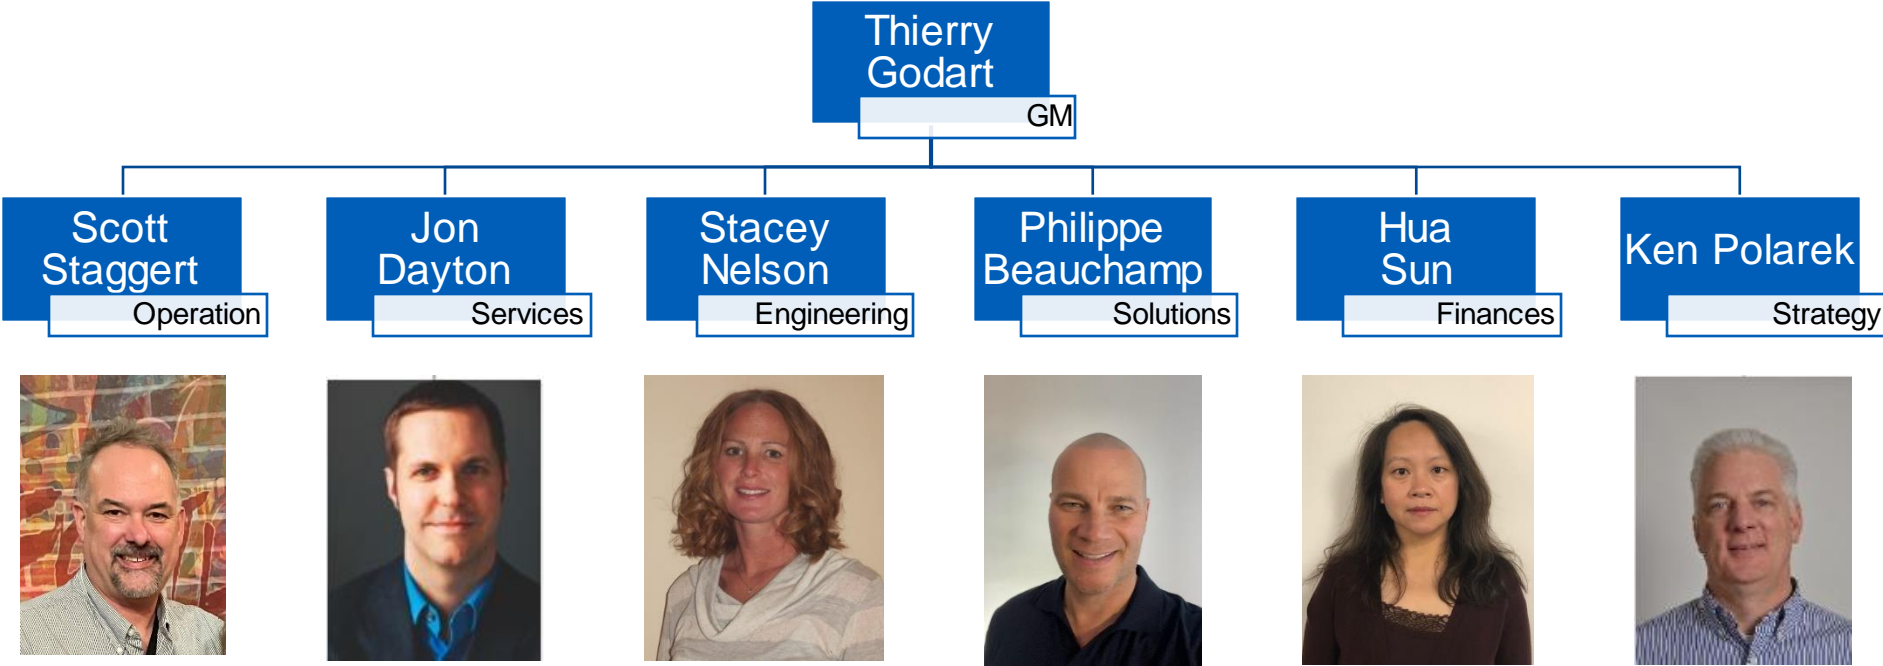 Thierry
Godart
GM
Scott
Staggert
Operation
Jon
Dayton
Services
Stacey
Nelson
Engineering
Philippe
Beauchamp
Solutions
Hua
Sun
Finances
Ken Polarek
Strategy